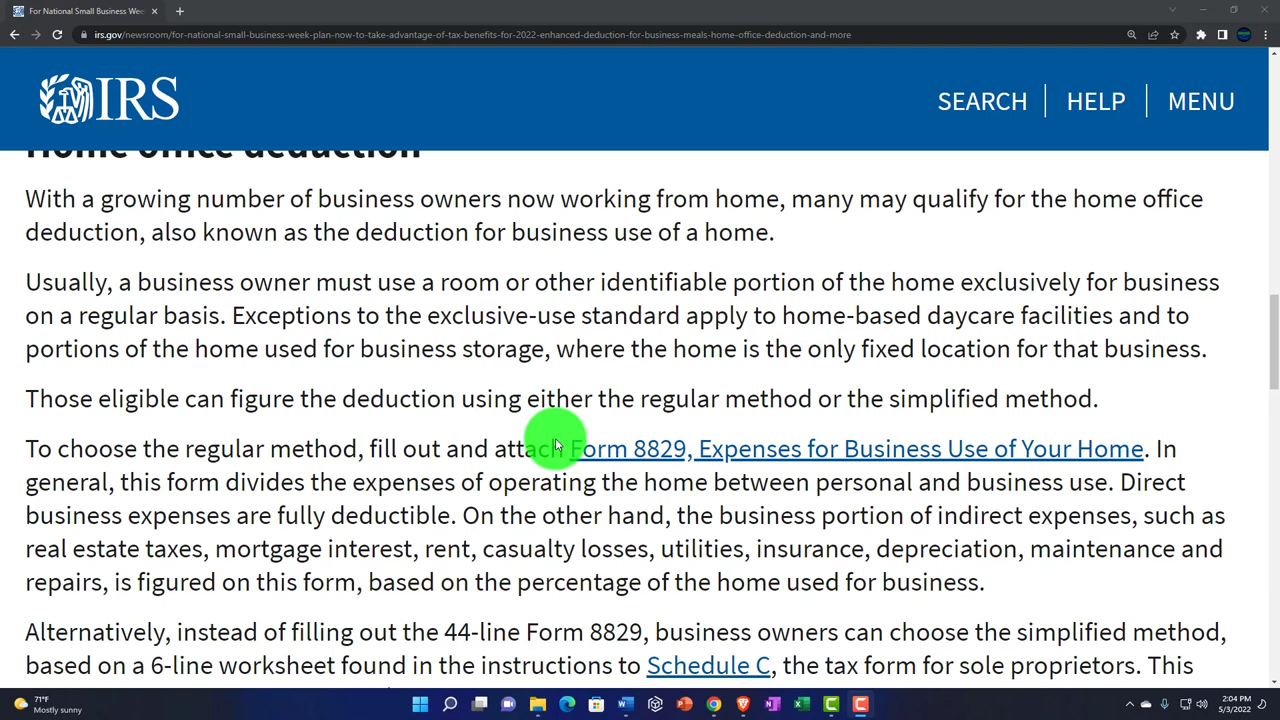 For National Small Business Wee
irs.gov/newsroom/for-national-small-business-week-plan-now-to-take-advantage-of-tax-benefits-for-2022-enhanced-deduction-for-business-meals-home-office-deduction-and-more
IRS
SEARCH
HELP
MENU
Home office deduction
With a growing number of business owners now working from home, many may qualify for the home office
deduction, also known as the deduction for business use of a home.
Usually, a business owner must use a room or other identifiable portion of the home exclusively for business
on a regular basis. Exceptions to the exclusive-use standard apply to home-based daycare facilities and to
portions of the home used for business storage, where the home is the only fixed location for that business.
Those eligible can figure the deduction using either the regular method or the simplified method.
To choose the regular method, fill out and attach Form 8829, Expenses for Business Use of Your Home. In
general, this form divides the expenses of operating the home between personal and business use. Direct
business expenses are fully deductible. On the other hand, the business portion of indirect expenses, such as
real estate taxes, mortgage interest, rent, casualty losses, utilities, insurance, depreciation, maintenance and
repairs, is figured on this form, based on the percentage of the home used for business.
Alternatively, instead of filling out the 44-line Form 8829, business owners can choose the simplified method,
based on a 6-line worksheet found in the instructions to Schedule C, the tax form for sole proprietors. This
71°F
Mostly sunny
2:04 PM
5/3/2022